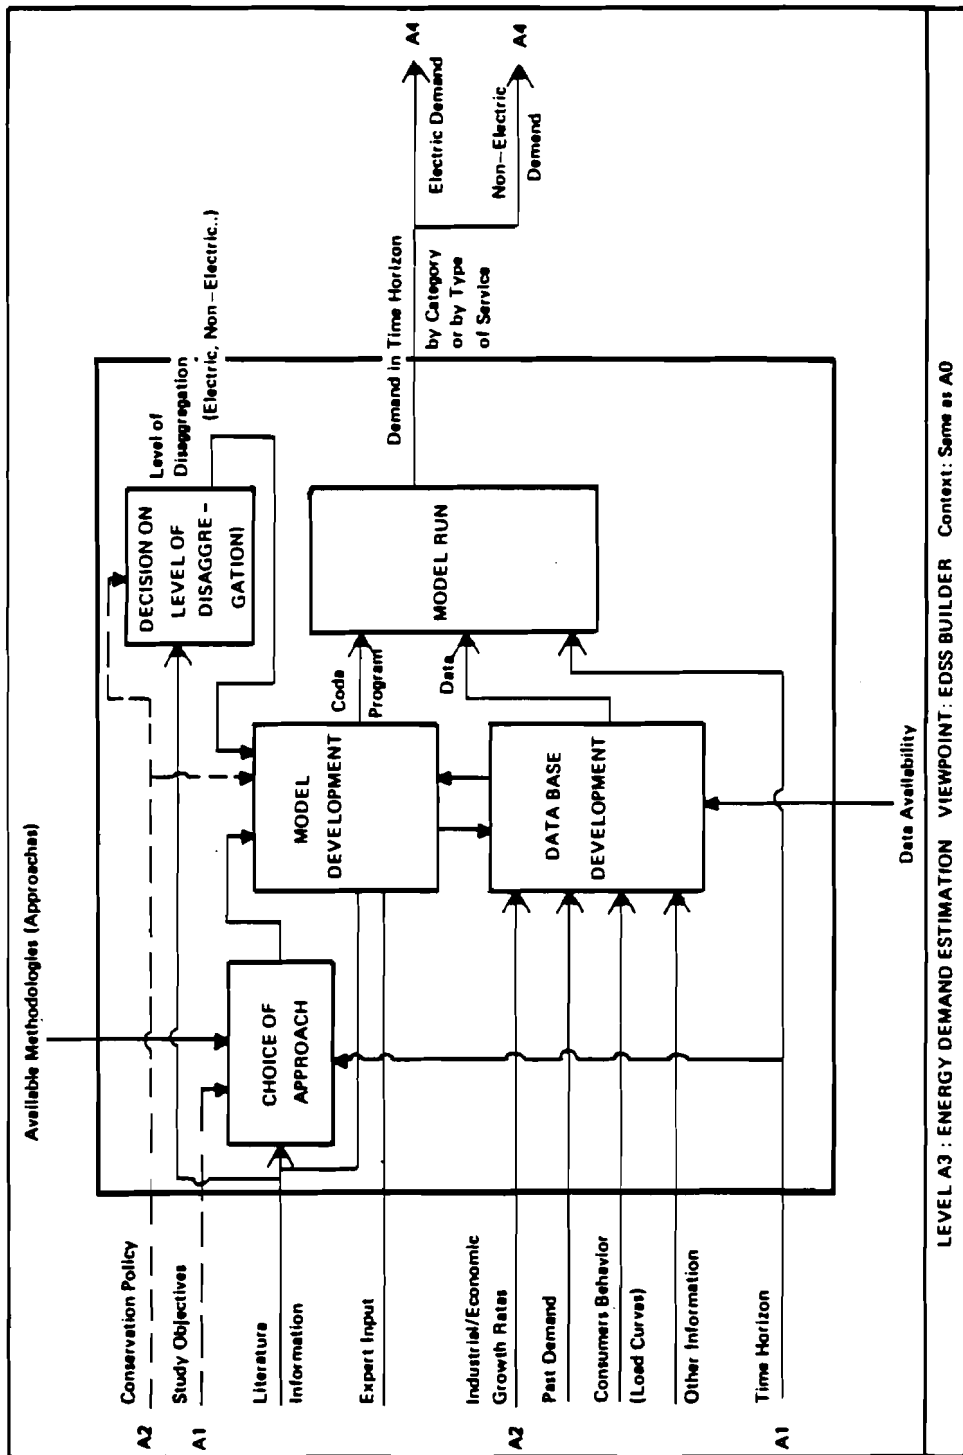 Available Methodologies (Approaches)
A2
Conservation Policy
A1
Study Objectives
Literature
Information
Expert Input
A2
Industrial/Economic
Growth Rates
Past Demand
Consumers Behavior
(Load Curves)
Other Information
A1
Time Horizon
CHOICE OF
APPROACH
MODEL
DEVELOPMENT
DATA BASE
DEVELOPMENT
Data Availability
DECISION ON
LEVEL OF
DISAGGRE –
GATION)
Level of
Disaggregation
(Electric, Non–Electric..)
Code
Program
Data
MODEL RUN
Demand in Time Horizon
by Category
or by Type
of Service
Electric Demand
A4
Non–Electric
Demand
A4
LEVEL A3 : ENERGY DEMAND ESTIMATION VIEWPOINT: EDSS BUILDER Context: Same as A0